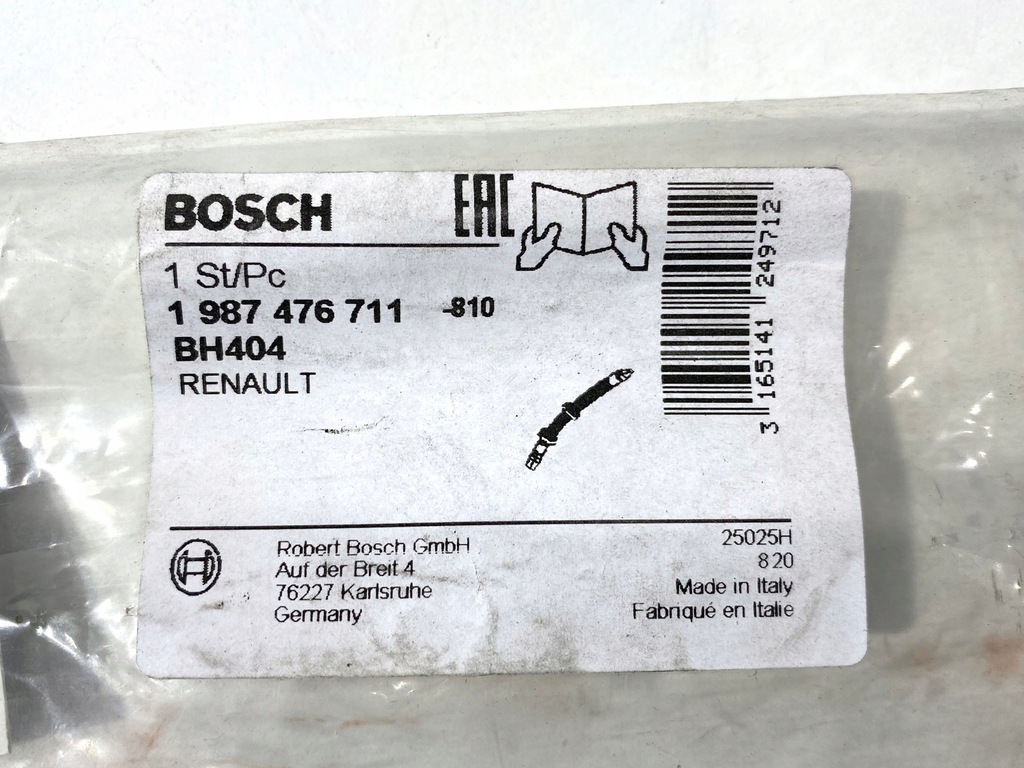 BOSCH
EAC
1 St/Pc
1 987 476 711 -810
BH404
RENAULT
3 165141 249712
Robert Bosch GmbH
Auf der Breit 4
76227 Karlsruhe
Germany
25025H
820
Made in Italy
Fabriqué en Italie